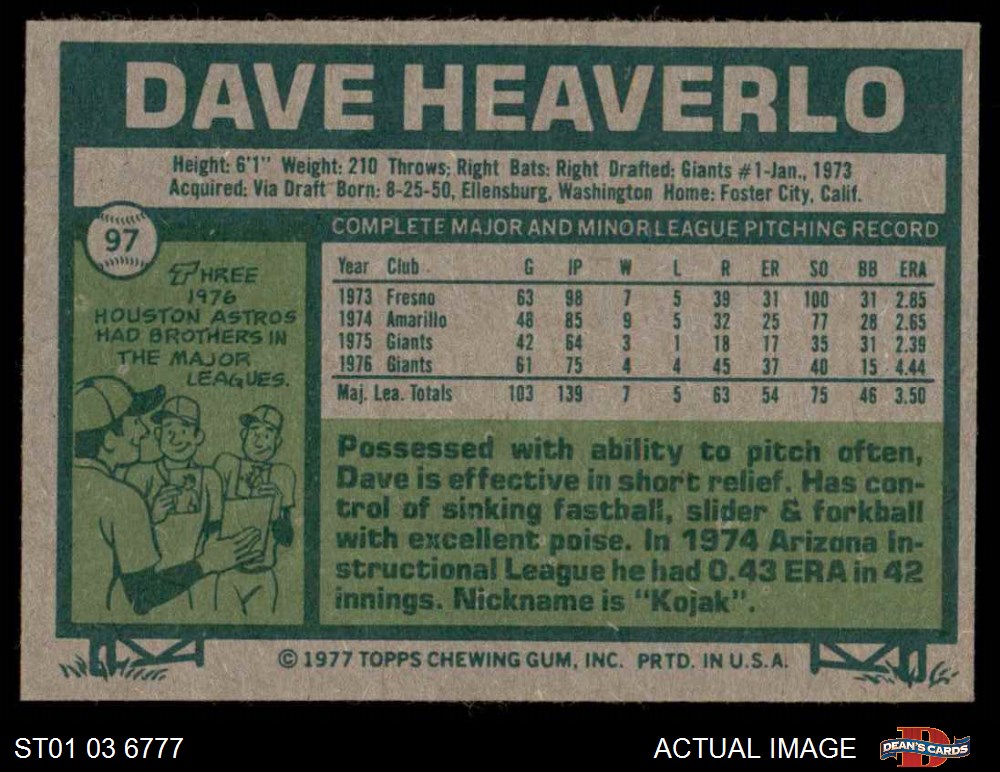 DAVE HEAVERLO
Height: 6'1" Weight: 210 Throws: Right Bats: Right Drafted: Giants #1-Jan., 1973
Acquired: Via Draft Born: 8-25-50, Ellensburg, Washington Home: Foster City, Calif.
97
THREE
1976
HOUSTON ASTROS
HAD BROTHERS IN
THE MAJOR
LEAGUES.
COMPLETE MAJOR AND MINOR LEAGUE PITCHING RECORD
Year Club G IP W L R ER SO BB ERA
1973 Fresno 63 98 7 5 39 31 100 31 2.85
1974 Amarillo 48 85 9 5 32 25 77 28 2.65
1975 Giants 42 64 3 1 18 17 35 31 2.39
1976 Giants 61 75 4 4 45 37 40 15 4.44
Maj. Lea. Totals 103 139 7 5 63 54 75 46 3.50
Possessed with ability to pitch often,
Dave is effective in short relief. Has con-
trol of sinking fastball, slider & forkball
with excellent poise. In 1974 Arizona In-
structional League he had 0.43 ERA in 42
innings. Nickname is "Kojak".
© 1977 TOPPS CHEWING GUM, INC. PRTD. IN U.S.A.
ST01 03 6777
ACTUAL IMAGE
D
DEAN'S CARDS